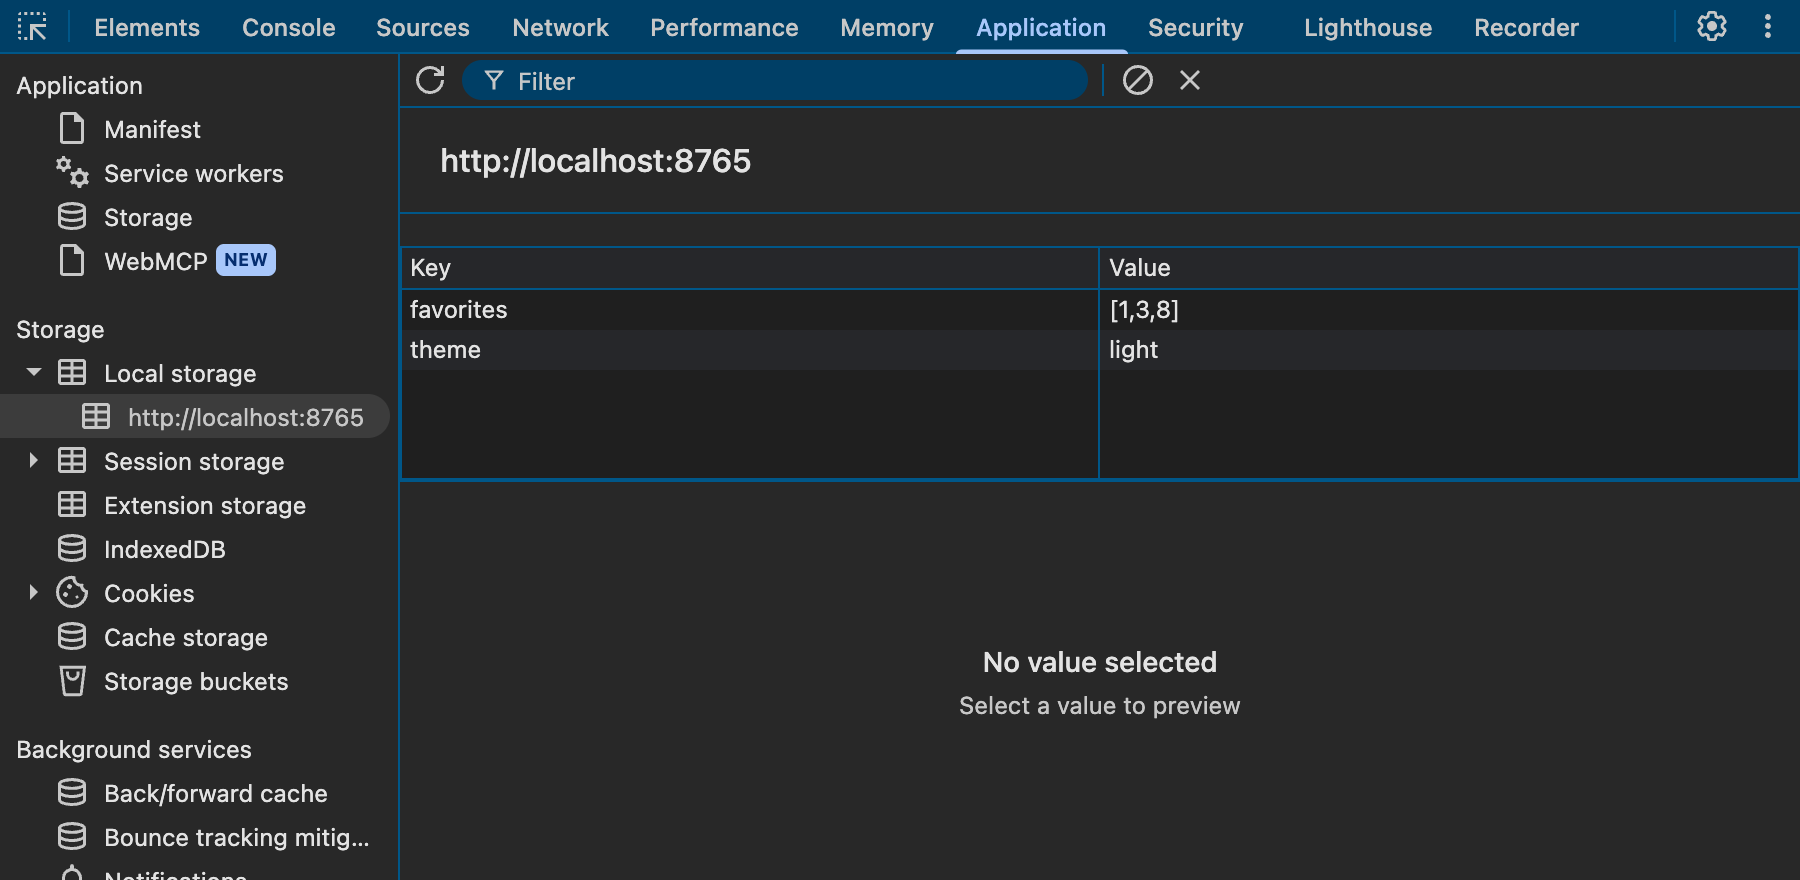 Elements Console Sources Network Performance Memory Application Security Lighthouse Recorder
Application
Manifest
Service workers
Storage
WebMCP NEW
Storage
Local storage
http://localhost:8765
Session storage
Extension storage
IndexedDB
Cookies
Cache storage
Storage buckets
Background services
Back/forward cache
Bounce tracking mitig...
Notifications
Filter
http://localhost:8765
Key Value
favorites [1,3,8]
theme light
No value selected
Select a value to preview